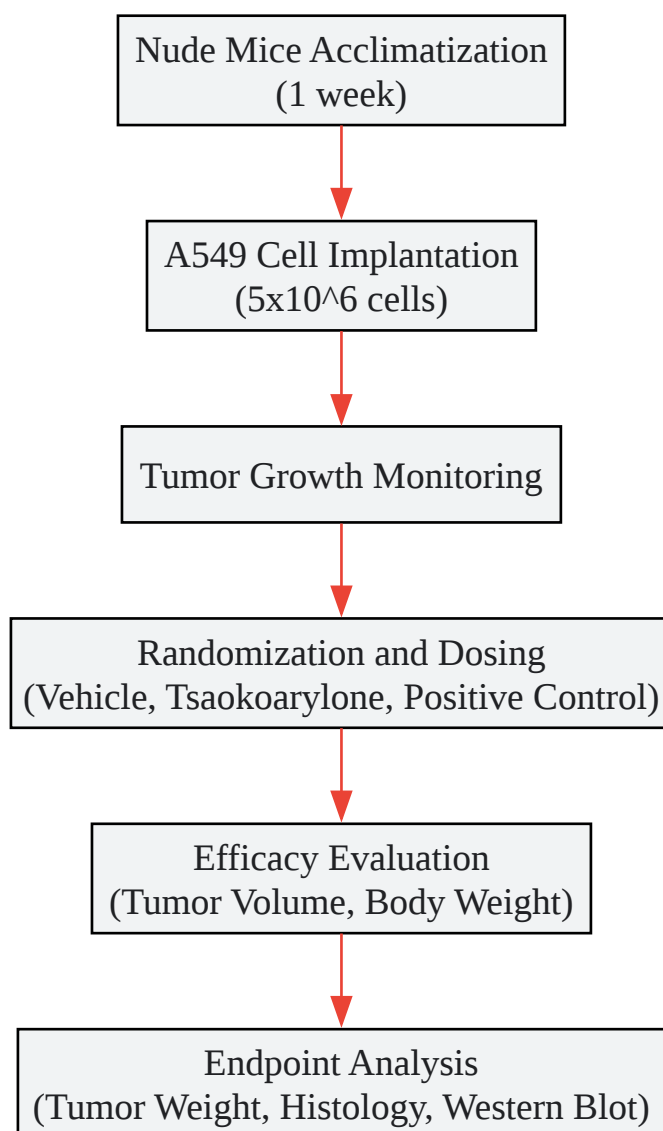 Nude Mice Acclimatization
(1 week)
A549 Cell Implantation
(5x10^6 cells)
Tumor Growth Monitoring
Randomization and Dosing
(Vehicle, Tsaokoarylone, Positive Control)
Efficacy Evaluation
(Tumor Volume, Body Weight)
Endpoint Analysis
(Tumor Weight, Histology, Western Blot)